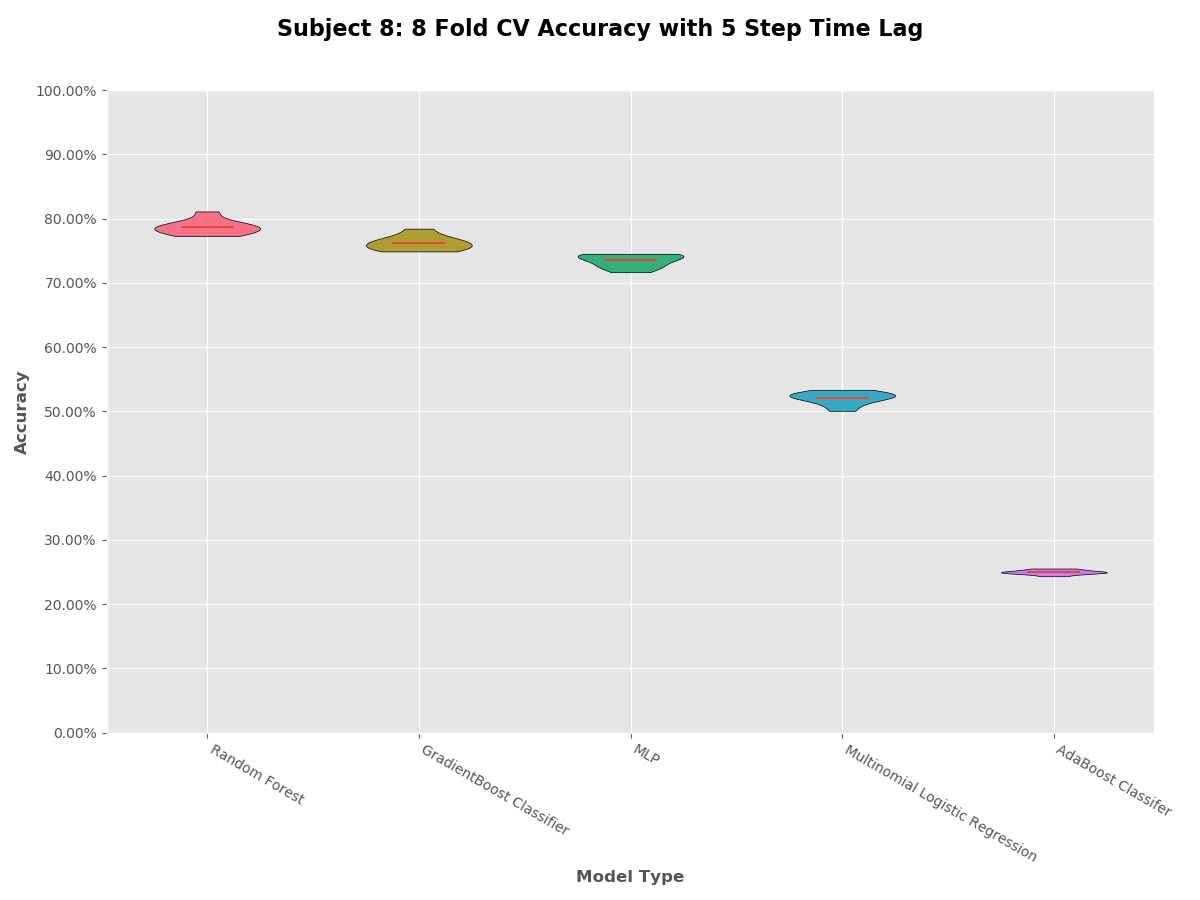 Subject 8: 8 Fold CV Accuracy with 5 Step Time Lag
100.00%
90.00%
80.00%
70.00%
60.00%
50.00%
40.00%
30.00%
20.00%
10.00%
0.00%
Accuracy
Random Forest
GradientBoost Classifier
MLP
Multinomial Logistic Regression
AdaBoost Classifer
Model Type